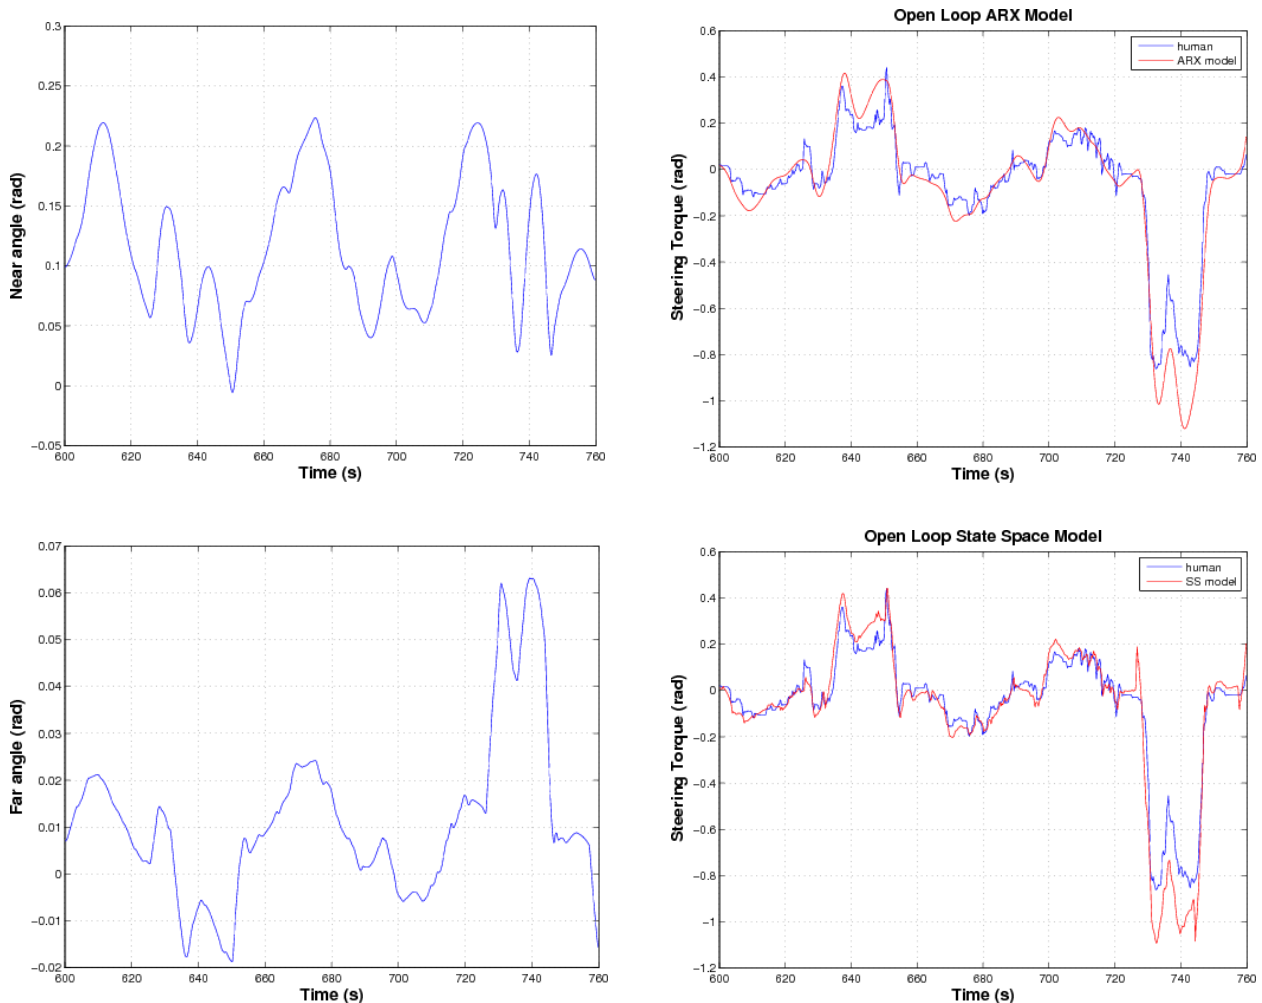 0.3
0.25
0.2
0.15
0.1
0.05
0
−0.05
Near angle (rad)
600 620 640 660 680 700 720 740 760
Time (s)
Open Loop ARX Model
human
ARX model
0.6
0.4
0.2
0
−0.2
−0.4
−0.6
−0.8
−1
−1.2
Steering Torque (rad)
600 620 640 660 680 700 720 740 760
Time (s)
0.07
0.06
0.05
0.04
0.03
0.02
0.01
0
−0.01
−0.02
Far angle (rad)
600 620 640 660 680 700 720 740 760
Time (s)
Open Loop State Space Model
human
SS model
0.6
0.4
0.2
0
−0.2
−0.4
−0.6
−0.8
−1
−1.2
Steering Torque (rad)
600 620 640 660 680 700 720 740 760
Time (s)